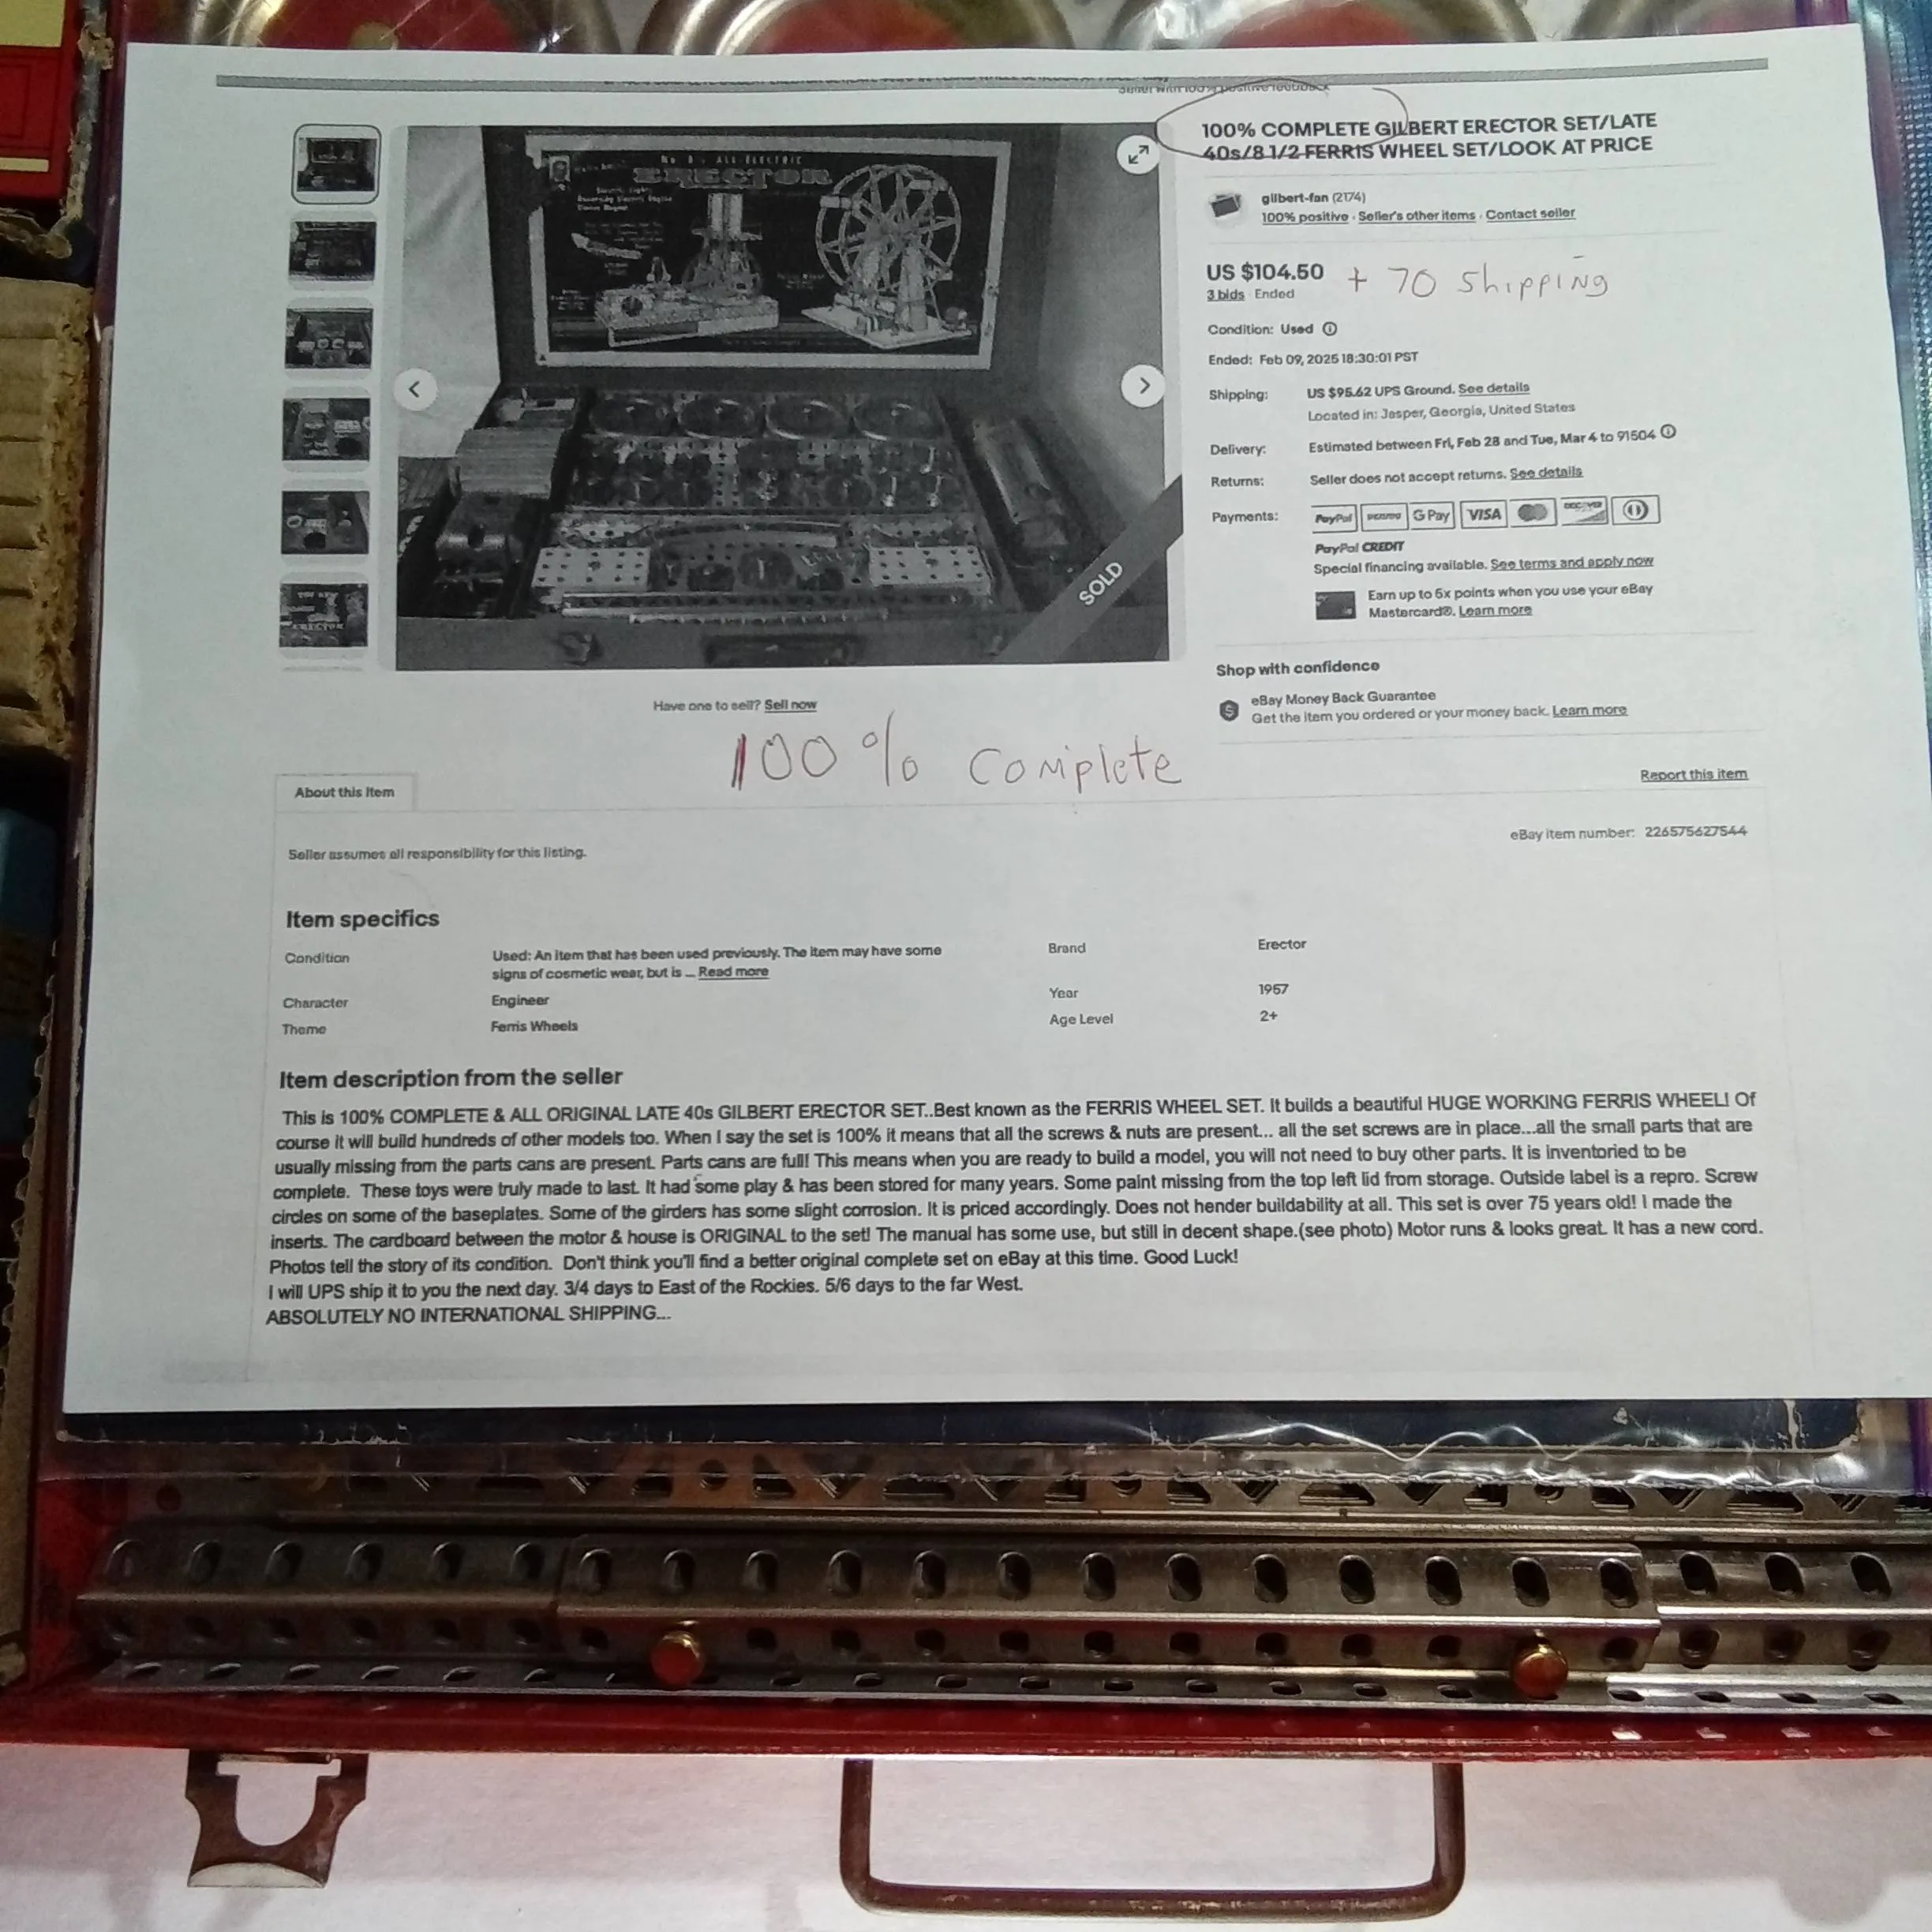 Seller with 100% positive feedback
100% COMPLETE GILBERT ERECTOR SET/LATE
40s/8 1/2 FERRIS WHEEL SET/LOOK AT PRICE
No 8 ALL ELECTRIC
ERECTOR
gilbert-fan (2174)
100% positive · Seller's other items · Contact seller
US $104.50 + 70 Shipping
3 bids · Ended
Condition: Used
Ended: Feb 09, 2025 18:30:01 PST
Shipping: US $95.62 UPS Ground. See details
Located in: Jasper, Georgia, United States
Delivery: Estimated between Fri, Feb 28 and Tue, Mar 4 to 91504
Returns: Seller does not accept returns. See details
Payments: PayPal G Pay VISA
PayPal CREDIT
Special financing available. See terms and apply now
Earn up to 5x points when you use your eBay
Mastercard®. Learn more
SOLD
Shop with confidence
eBay Money Back Guarantee
Get the item you ordered or your money back. Learn more
Have one to sell? Sell now
100% Complete
Report this item
About this item
eBay item number: 226575627544
Seller assumes all responsibility for this listing.
Item specifics
Condition Used: An item that has been used previously. The item may have some
signs of cosmetic wear, but is ... Read more
Brand Erector
Character Engineer
Year 1957
Theme Ferris Wheels
Age Level 2+
Item description from the seller
This is 100% COMPLETE & ALL ORIGINAL LATE 40s GILBERT ERECTOR SET..Best known as the FERRIS WHEEL SET. It builds a beautiful HUGE WORKING FERRIS WHEEL! Of
course it will build hundreds of other models too. When I say the set is 100% it means that all the screws & nuts are present... all the set screws are in place...all the small parts that are
usually missing from the parts cans are present. Parts cans are full! This means when you are ready to build a model, you will not need to buy other parts. It is inventoried to be
complete. These toys were truly made to last. It had some play & has been stored for many years. Some paint missing from the top left lid from storage. Outside label is a repro. Screw
circles on some of the baseplates. Some of the girders has some slight corrosion. It is priced accordingly. Does not hender buildability at all. This set is over 75 years old! I made the
inserts. The cardboard between the motor & house is ORIGINAL to the set! The manual has some use, but still in decent shape.(see photo) Motor runs & looks great. It has a new cord.
Photos tell the story of its condition. Don't think you'll find a better original complete set on eBay at this time. Good Luck!
I will UPS ship it to you the next day. 3/4 days to East of the Rockies. 5/6 days to the far West.
ABSOLUTELY NO INTERNATIONAL SHIPPING...